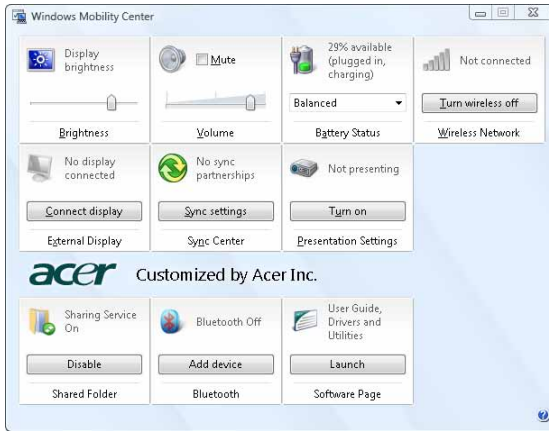 Windows Mobility Center
Display
brightness
Brightness
Mute
Volume
29% available
(plugged in,
charging)
Balanced
Battery Status
Not connected
Turn wireless off
Wireless Network
No display
connected
Connect display
External Display
No sync
partnerships
Sync settings
Sync Center
Not presenting
Turn on
Presentation Settings
acer Customized by Acer Inc.
Sharing Service
On
Disable
Shared Folder
Bluetooth Off
Add device
Bluetooth
User Guide,
Drivers and
Utilities
Launch
Software Page